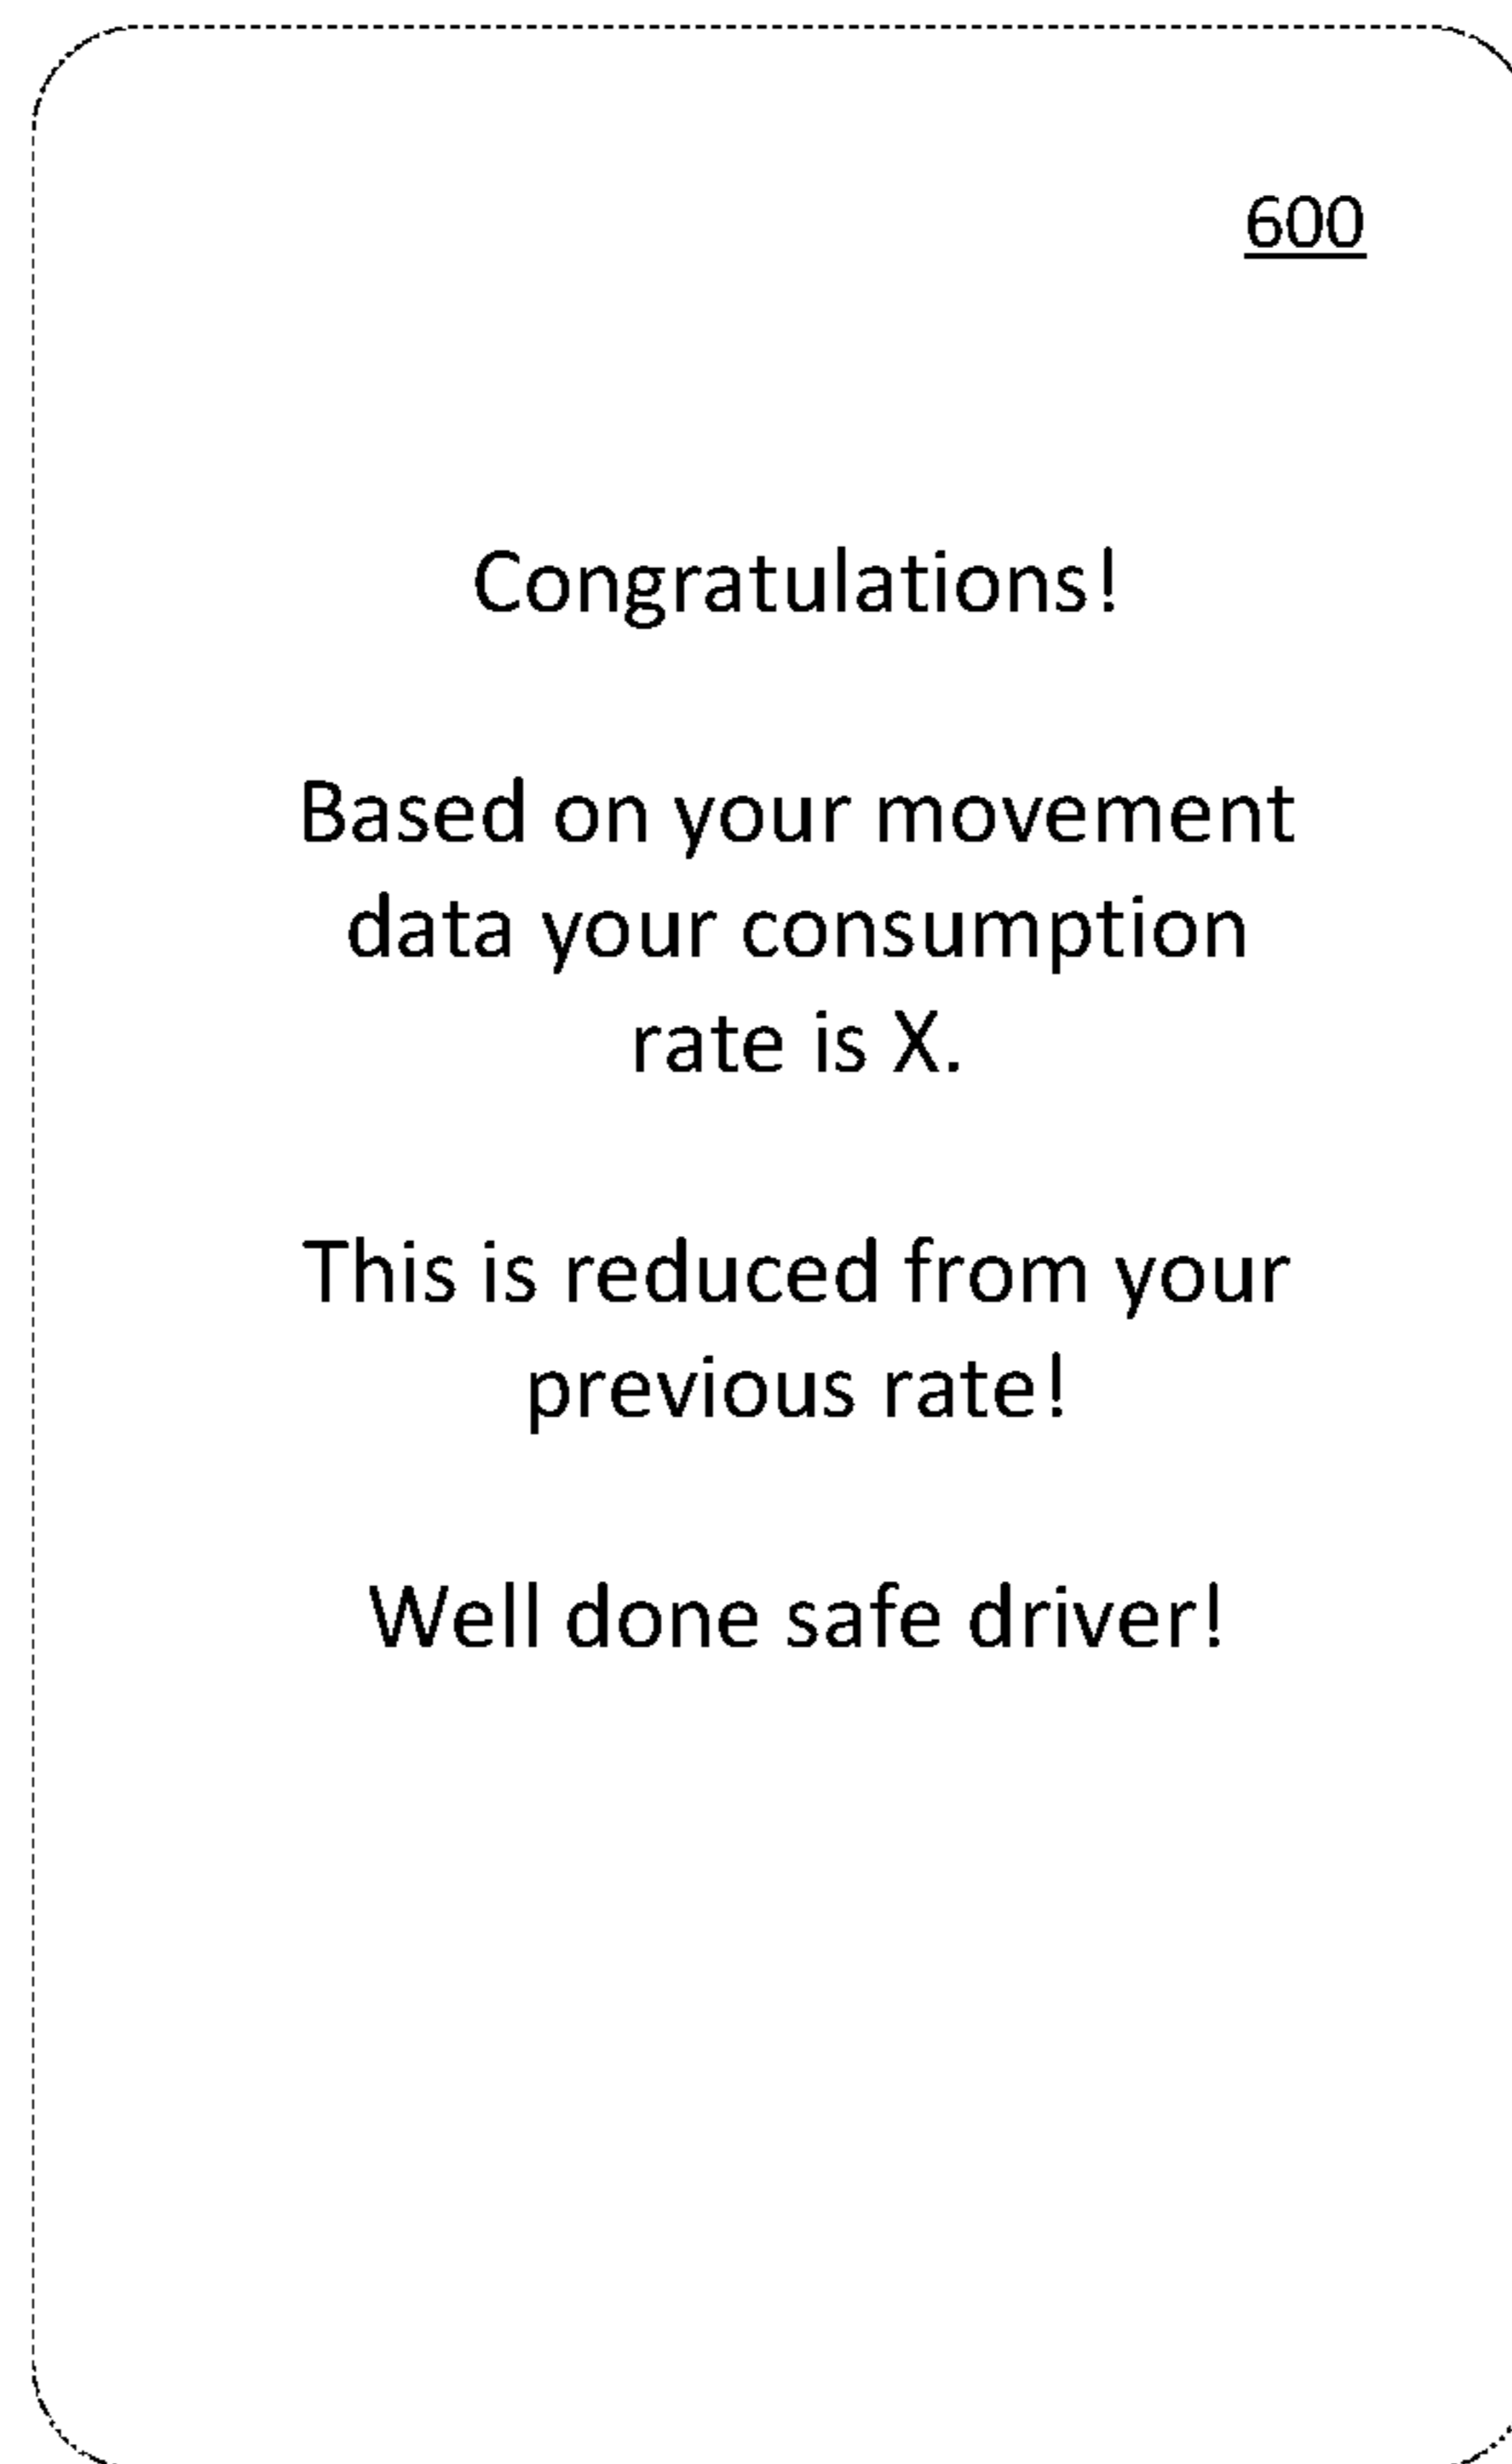 600
Congratulations!
Based on your movement
data your consumption
rate is X.
This is reduced from your
previous rate!
Well done safe driver!